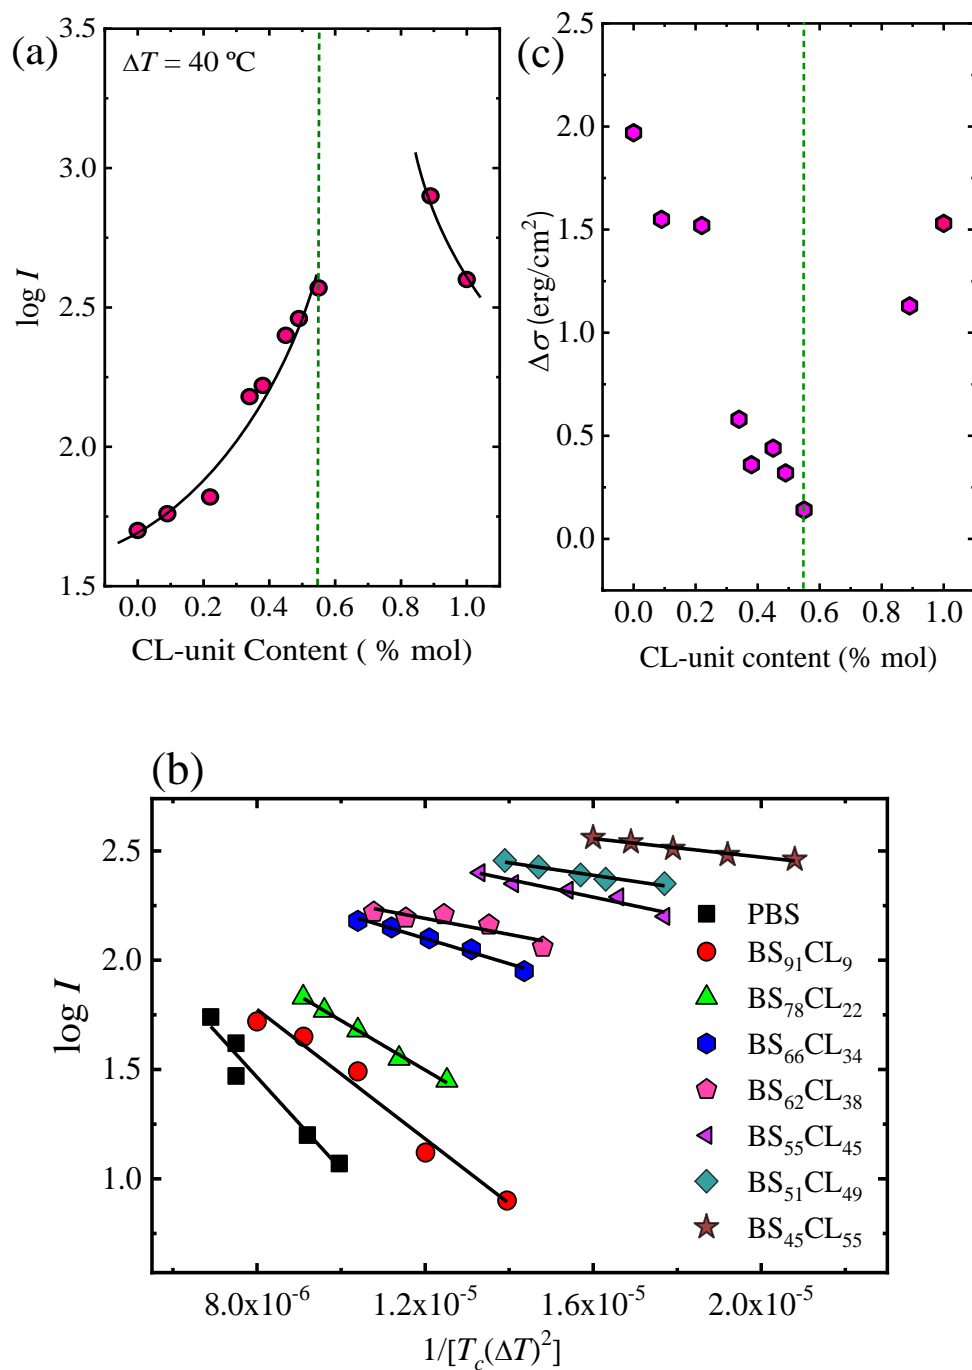 (a)
ΔT = 40 ºC
3.5
3.0
2.5
2.0
1.5
log I
0.0 0.2 0.4 0.6 0.8 1.0
CL-unit Content ( % mol)
(c)
2.5
2.0
1.5
1.0
0.5
0.0
Δσ (erg/cm²)
0.0 0.2 0.4 0.6 0.8 1.0
CL-unit content (% mol)
(b)
2.5
2.0
1.5
1.0
log I
PBS
BS₉₁CL₉
BS₇₈CL₂₂
BS₆₆CL₃₄
BS₆₂CL₃₈
BS₅₅CL₄₅
BS₅₁CL₄₉
BS₄₅CL₅₅
8.0x10⁻⁶ 1.2x10⁻⁵ 1.6x10⁻⁵ 2.0x10⁻⁵
1/[T_c(ΔT)²]